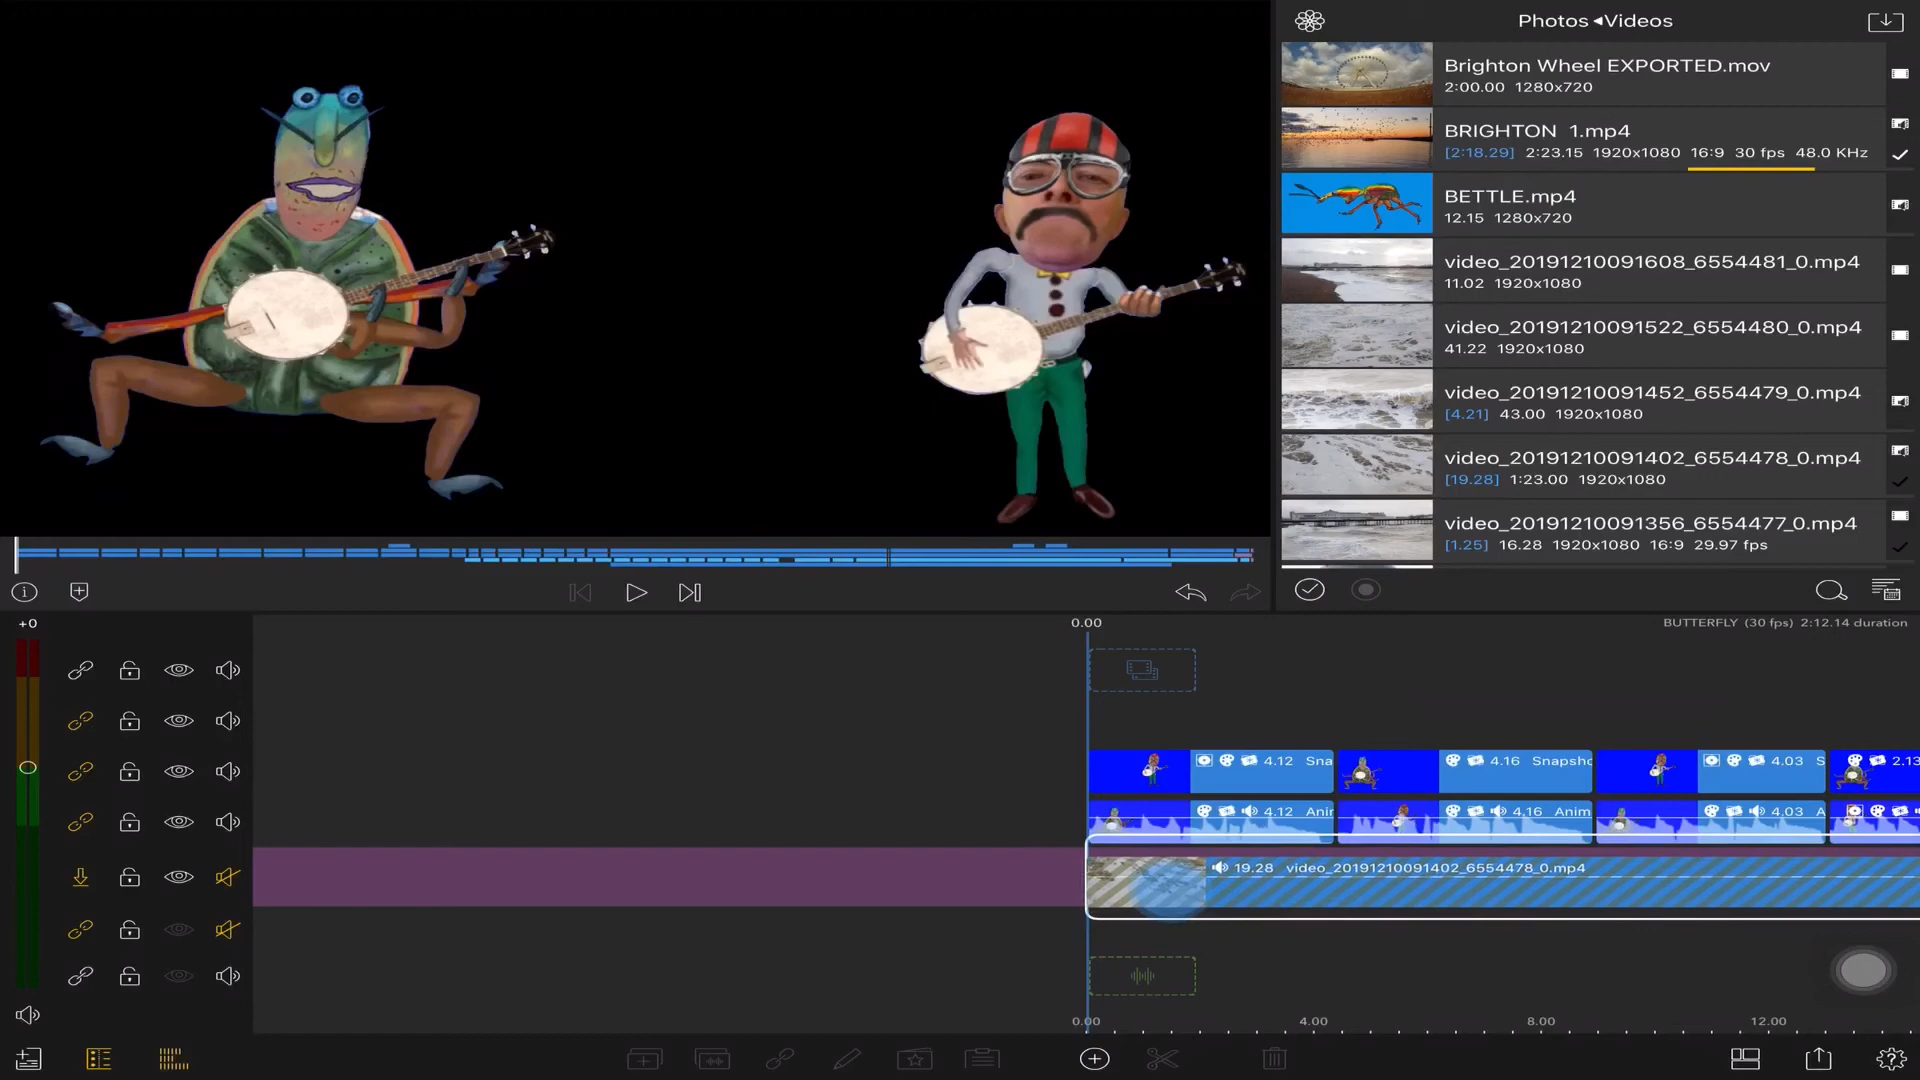 Photos ◂Videos
Brighton Wheel EXPORTED.mov
2:00.00 1280x720
BRIGHTON 1.mp4
[2:18.29] 2:23.15 1920x1080 16:9 30 fps 48.0 KHz
BETTLE.mp4
12.15 1280x720
video_20191210091608_6554481_0.mp4
11.02 1920x1080
video_20191210091522_6554480_0.mp4
41.22 1920x1080
video_20191210091452_6554479_0.mp4
[4.21] 43.00 1920x1080
video_20191210091402_6554478_0.mp4
[19.28] 1:23.00 1920x1080
video_20191210091356_6554477_0.mp4
[1.25] 16.28 1920x1080 16:9 29.97 fps
+0
0.00
BUTTERFLY (30 fps) 2:12.14 duration
4.12 Sna
4.16 Snapsho
4.03 S
2.13
4.12 Anir
4.16 Anim
4.03 A
19.28 video_20191210091402_6554478_0.mp4
0.00
4.00
8.00
12.00